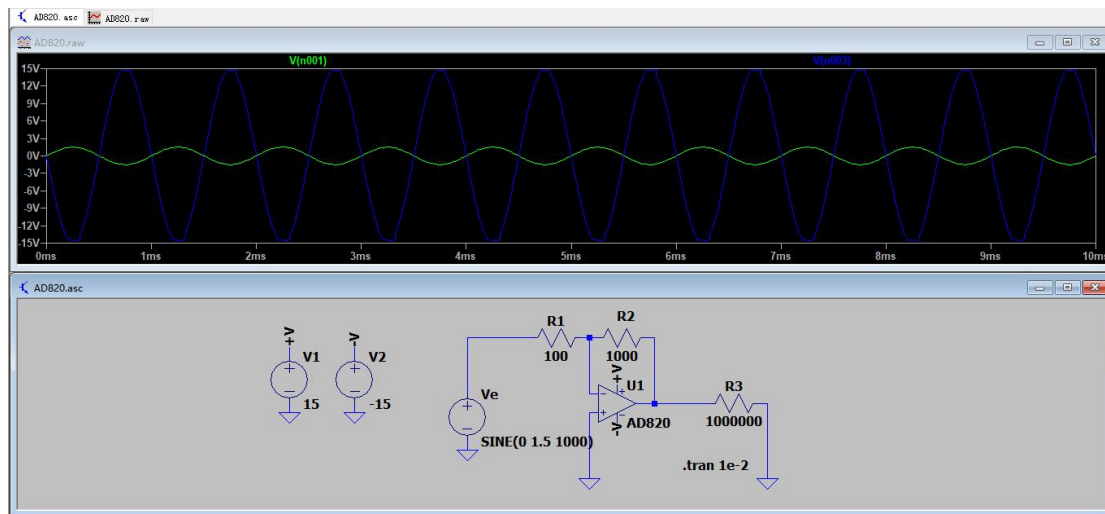 AD820.asc AD820.raw
AD820.raw
V(n001) V(n003)
15V
12V
9V
6V
3V
0V
-3V
-6V
-9V
-12V
-15V
0ms 1ms 2ms 3ms 4ms 5ms 6ms 7ms 8ms 9ms 10ms
AD820.asc
+V -V R1 R2
V1 V2 100 1000
+V U1 R3
15 -15 Ve
-V AD820 1000000
SINE(0 1.5 1000)
.tran 1e-2